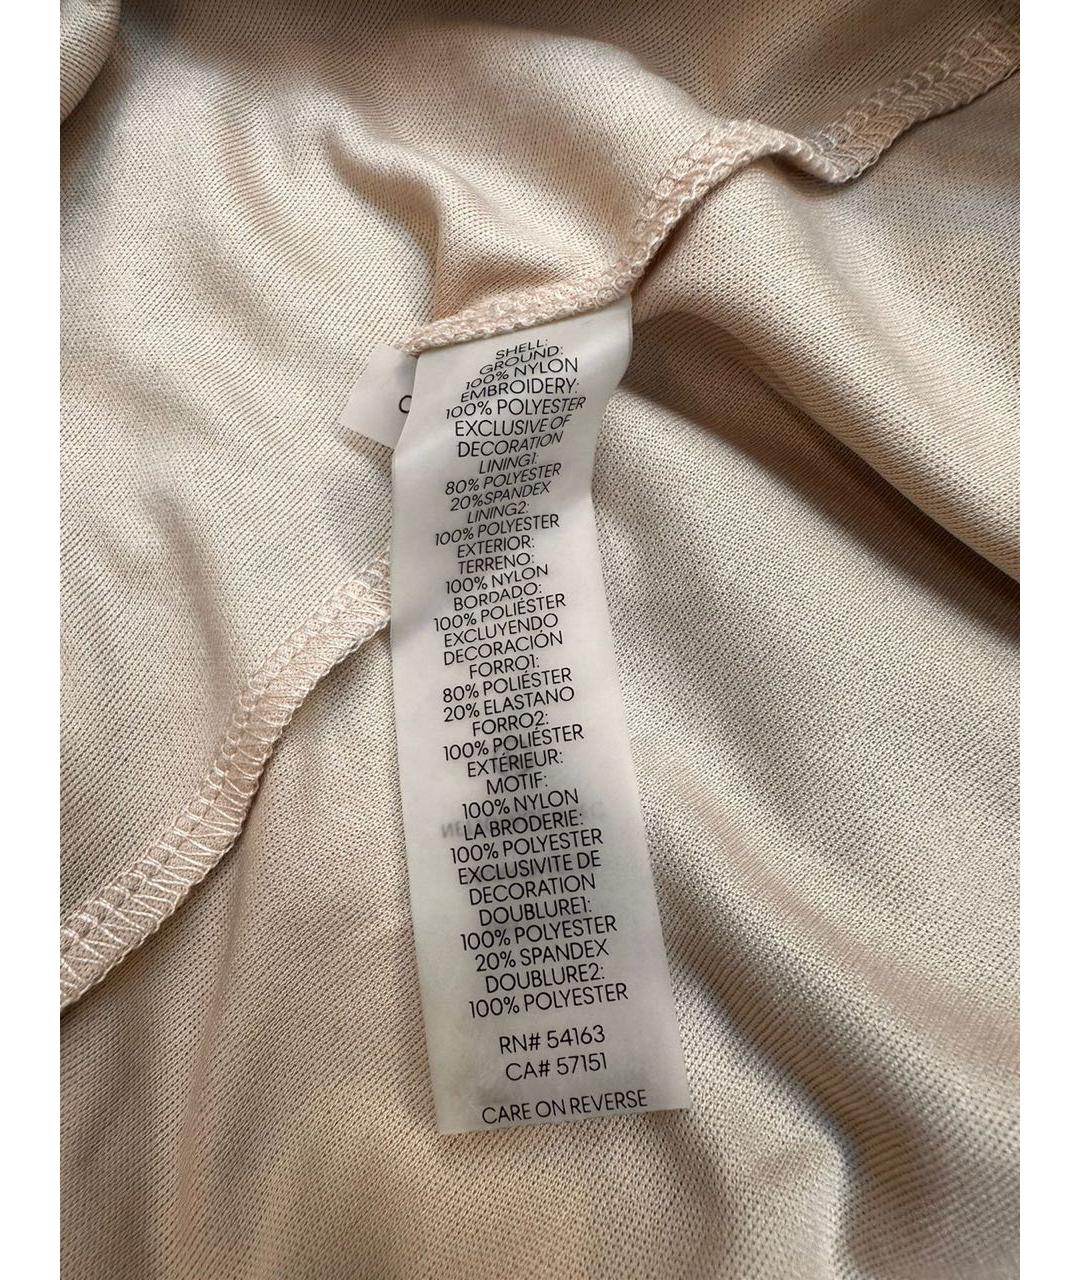 SHELL:
GROUND:
100% NYLON
EMBROIDERY:
100% POLYESTER
EXCLUSIVE OF
DECORATION
LINING1:
80% POLYESTER
20%SPANDEX
LINING2:
100% POLYESTER
EXTERIOR:
TERRENO:
100% NYLON
BORDADO:
100% POLIÉSTER
EXCLUYENDO
DECORACIÓN
FORRO1:
80% POLIÉSTER
20% ELASTANO
FORRO2:
100% POLIÉSTER
EXTÉRIEUR:
MOTIF:
100% NYLON
LA BRODERIE:
100% POLYESTER
EXCLUSIVITE DE
DECORATION
DOUBLURE1:
100% POLYESTER
20% SPANDEX
DOUBLURE2:
100% POLYESTER
RN# 54163
CA# 57151
CARE ON REVERSE